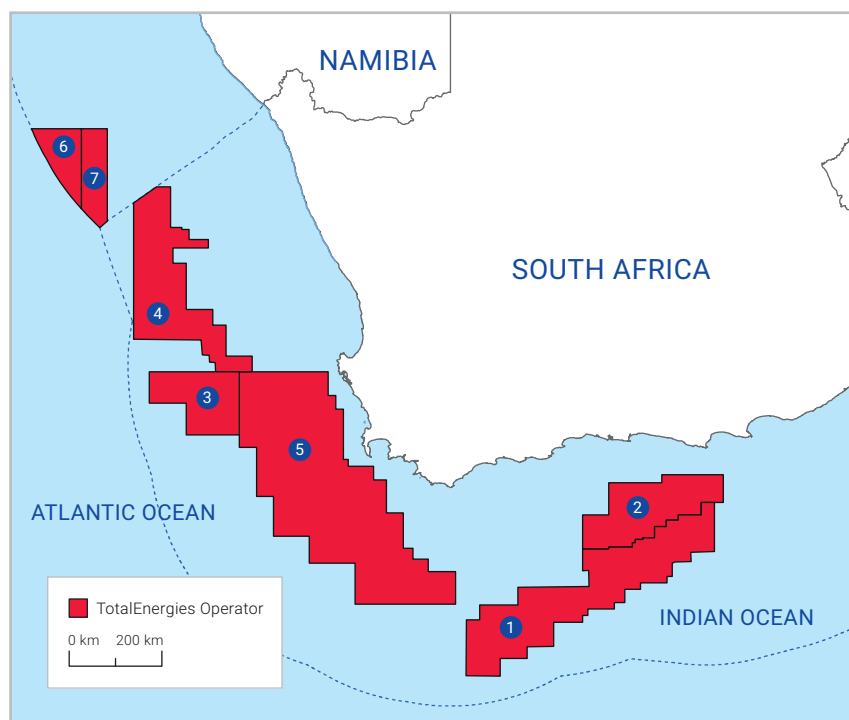 NAMIBIA
6
7
SOUTH AFRICA
4
3
5
2
ATLANTIC OCEAN
TotalEnergies Operator
0 km 200 km
1
INDIAN OCEAN